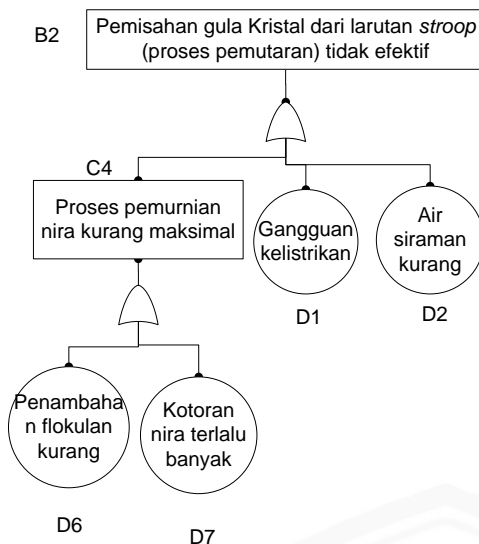 B2
Pemisahan gula Kristal dari larutan stroop
(proses pemutaran) tidak efektif
C4
Proses pemurnian
nira kurang maksimal
Gangguan
kelistrikan
Air
siraman
kurang
D1
D2
Penambaha
n flokulan
kurang
Kotoran
nira terlalu
banyak
D6
D7